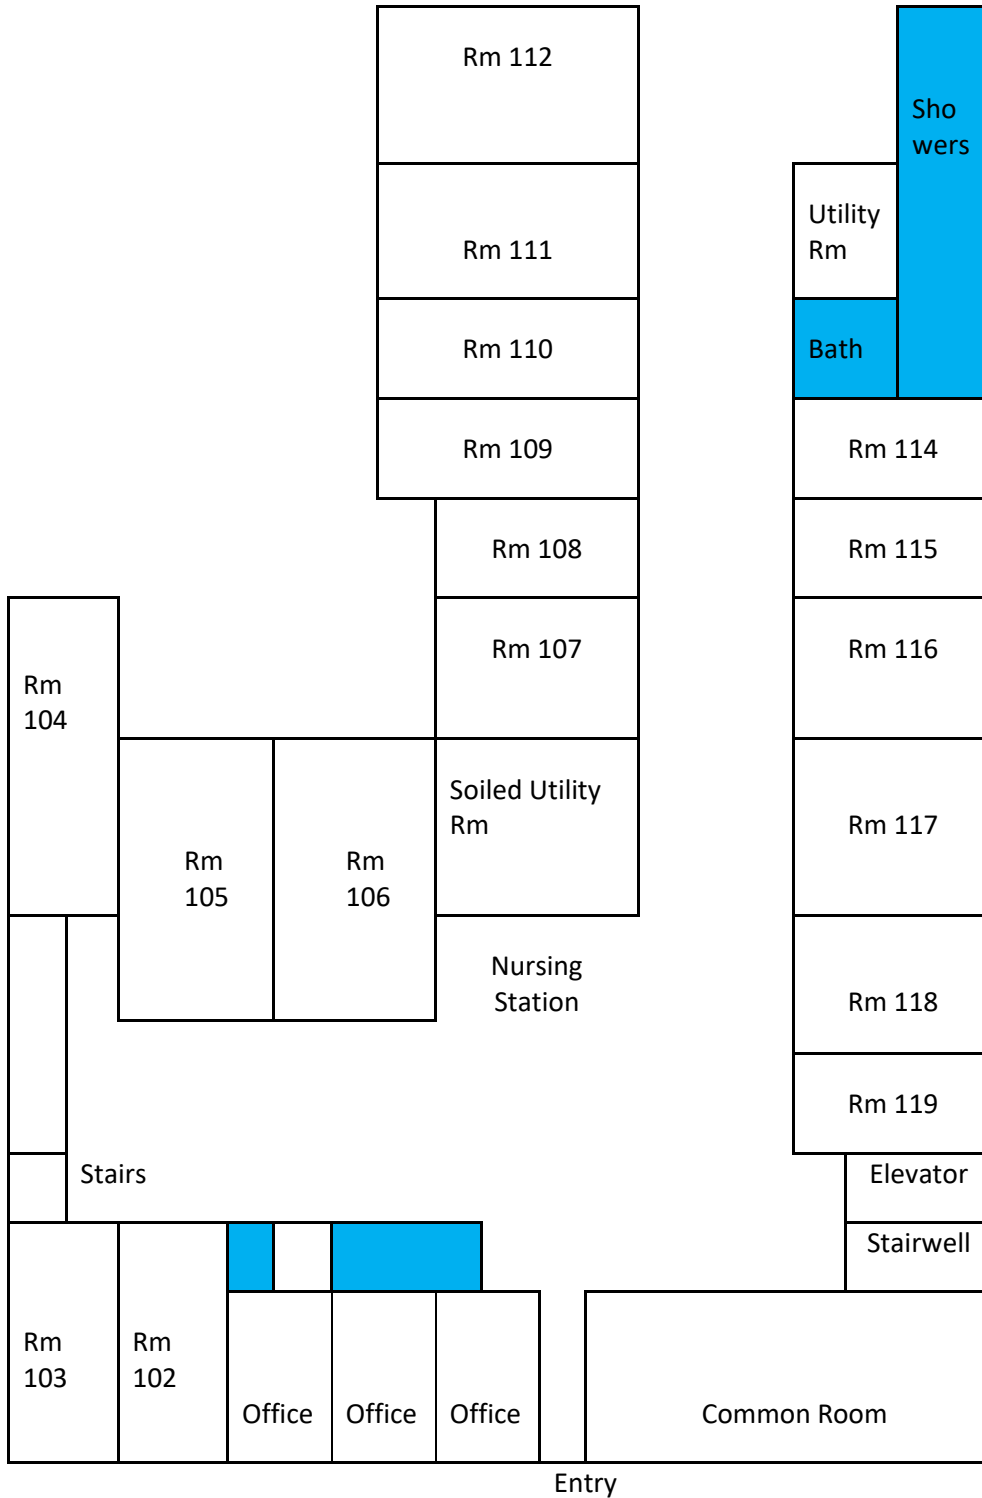 Rm 112
Sho
wers
Utility
Rm
Rm 111
Rm 110
Bath
Rm 109
Rm 114
Rm 108
Rm 115
Rm 107
Rm 116
Rm
104
Soiled Utility
Rm
Rm 117
Rm
105
Rm
106
Nursing
Station
Rm 118
Rm 119
Stairs
Elevator
Stairwell
Rm
103
Rm
102
Office
Office
Office
Common Room
Entry